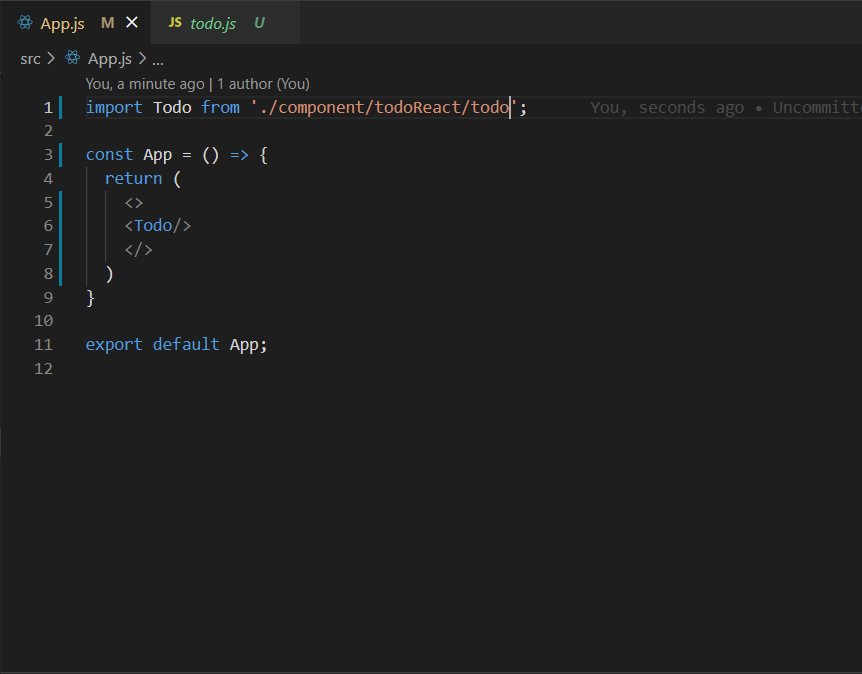 App.js M JS todo.js U
src App.js ...
You, a minute ago | 1 author (You)
1 import Todo from './component/todoReact/todo'; You, seconds ago • Uncommitte
2
3 const App = () => {
4 return (
5 <>
6 <Todo/>
7 </>
8 )
9 }
10
11 export default App;
12